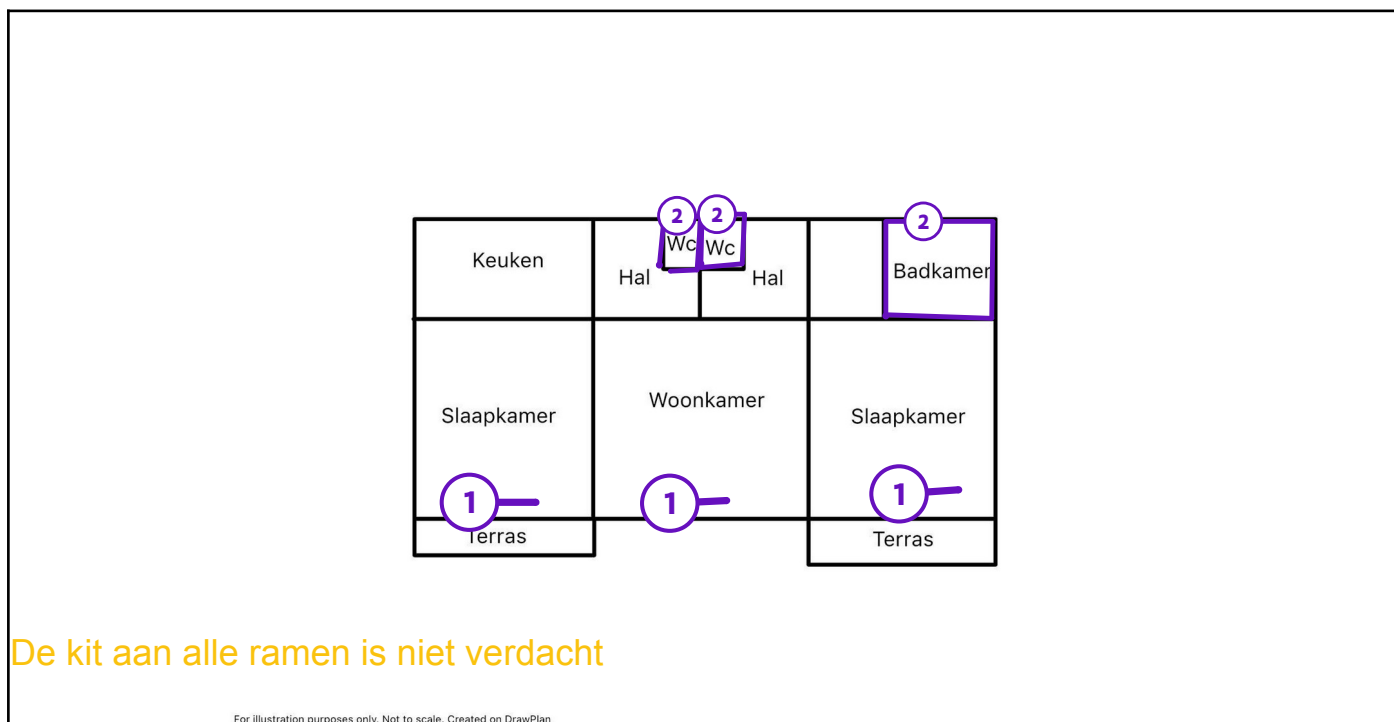 2 2 2
Wc Wc
Keuken Hal Hal Badkamer
Slaapkamer Woonkamer Slaapkamer
1 1 1
Terras Terras
De kit aan alle ramen is niet verdacht
For illustration purposes only. Not to scale. Created on DrawPlan